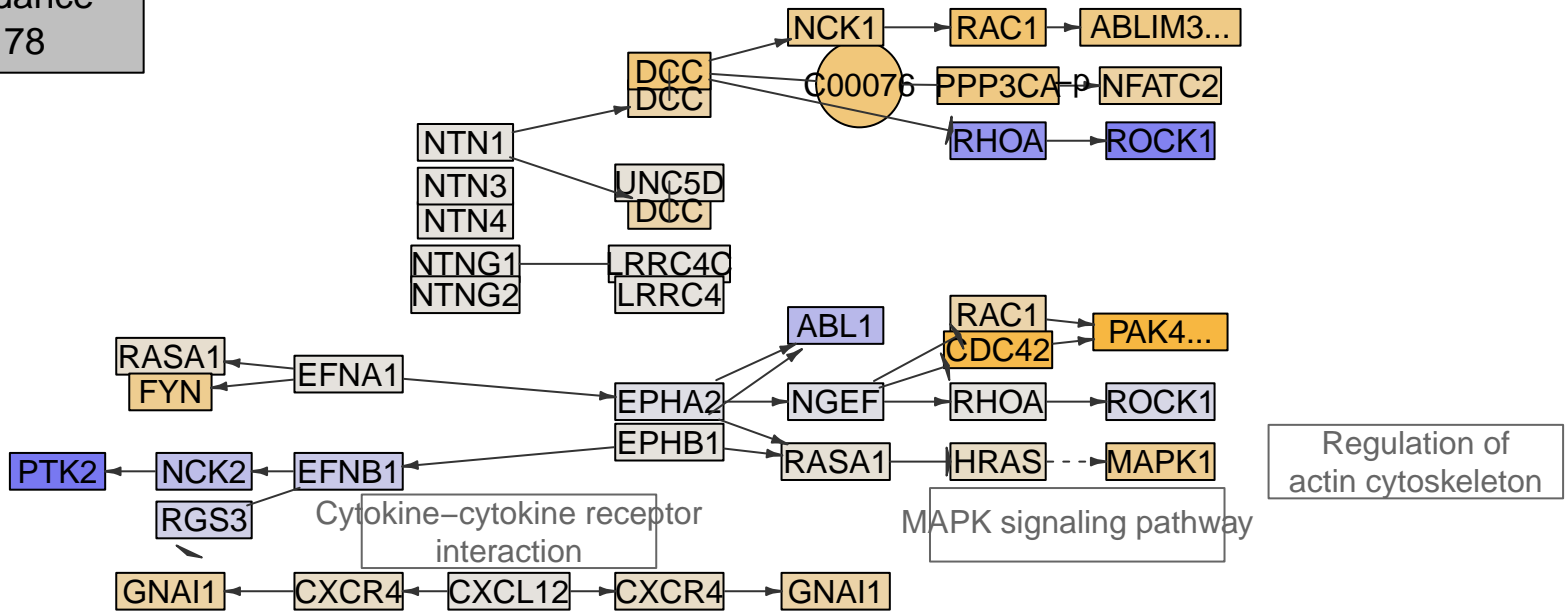 78
NCK1
RAC1
ABLIM3...
DCC
C00076
PPP3CA
–p
NFATC2
DCC
NTN1
RHOA
ROCK1
NTN3
UNC5D
NTN4
DCC
NTNG1
LRRC4C
NTNG2
LRRC4
RAC1
ABL1
PAK4...
RASA1
CDC42
EFNA1
FYN
EPHA2
NGEF
RHOA
ROCK1
EPHB1
Regulation of
actin cytoskeleton
PTK2
NCK2
EFNB1
RASA1
HRAS
MAPK1
RGS3
Cytokine−cytokine receptor
interaction
MAPK signaling pathway
GNAI1
CXCR4
CXCL12
CXCR4
GNAI1